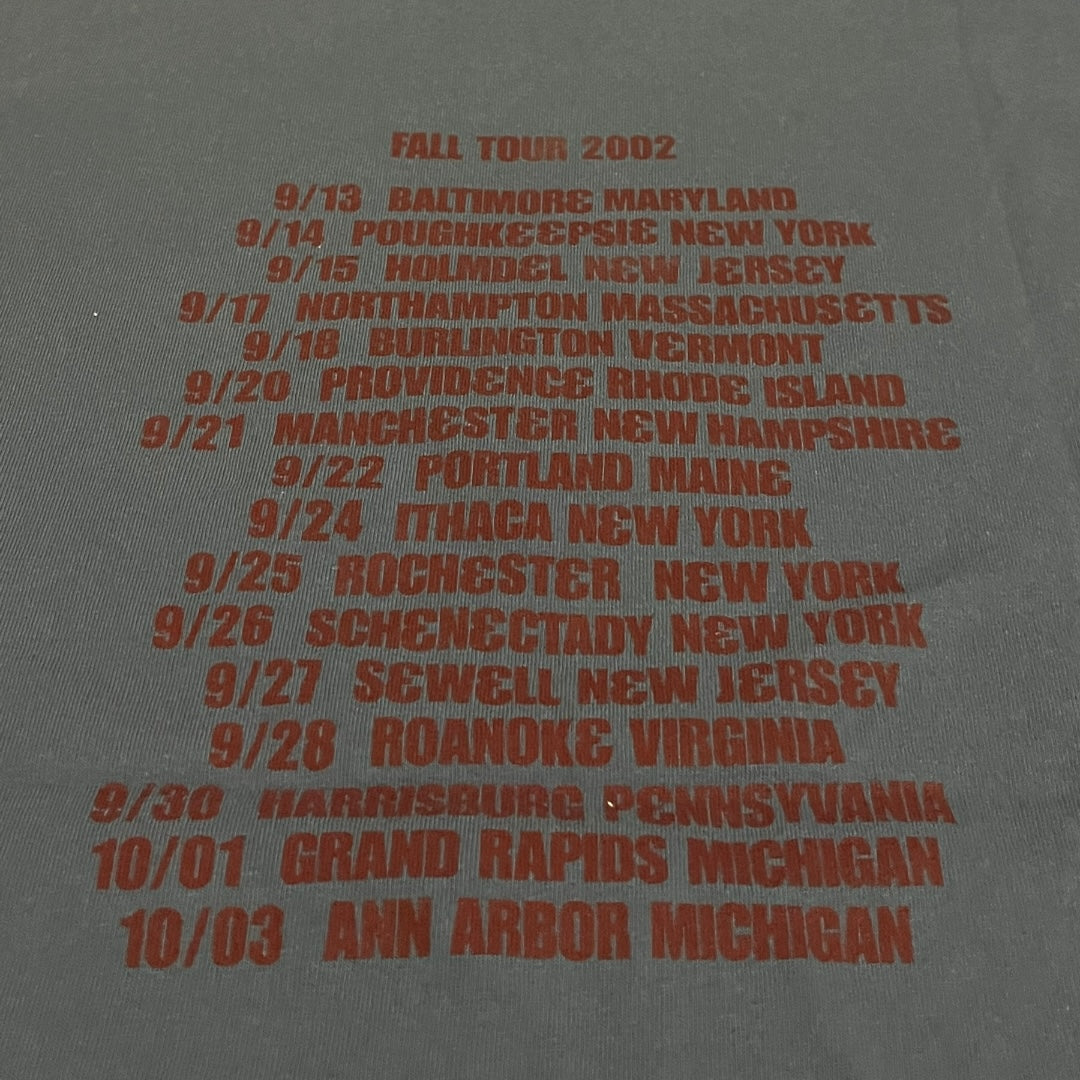 FALL TOUR 2002
9/13 BALTIMORE MARYLAND
9/14 POUGHKEEPSIE NEW YORK
9/15 HOLMDEL NEW JERSEY
9/17 NORTHAMPTON MASSACHUSETTS
9/18 BURLINGTON VERMONT
9/20 PROVIDENCE RHODE ISLAND
9/21 MANCHESTER NEW HAMPSHIRE
9/22 PORTLAND MAINE
9/24 ITHACA NEW YORK
9/25 ROCHESTER NEW YORK
9/26 SCHENECTADY NEW YORK
9/27 SEWELL NEW JERSEY
9/28 ROANOKE VIRGINIA
9/30 HARRISBURG PENNSYVANIA
10/01 GRAND RAPIDS MICHIGAN
10/03 ANN ARBOR MICHIGAN